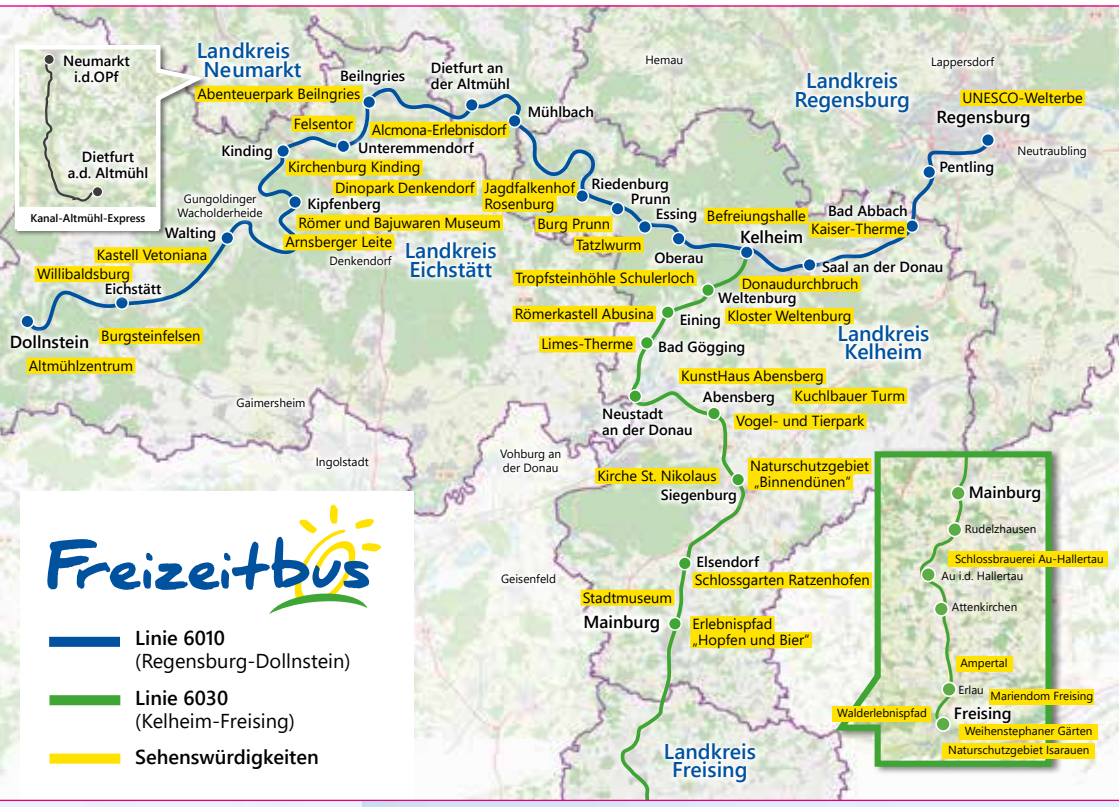 Neumarkt
i.d.OPf
Dietfurt
a.d. Altmühl
Kanal-Altmühl-Express
Landkreis
Neumarkt
Abenteuerpark Beilngries
Beilngries
Dietfurt an
der Altmühl
Hemau
Landkreis
Regensburg
Lappersdorf
UNESCO-Welterbe
Regensburg
Neutraubling
Pentling
Felsentor
Alcmona-Erlebnisdorf
Mühlbach
Unteremmendorf
Kinding
Kirchenburg Kinding
Dinopark Denkendorf
Jagdfalkenhof
Rosenburg
Riedenburg
Prunn
Gungoldinger
Wacholderheide
Kipfenberg
Römer und Bajuwaren Museum
Burg Prunn
Essing
Befreiungshalle
Bad Abbach
Kaiser-Therme
Walting
Arnsberger Leite
Denkendorf
Landkreis
Eichstätt
Tatzlwurm
Oberau
Kelheim
Kastell Vetoniana
Willibaldsburg
Eichstätt
Saal an der Donau
Tropfsteinhöhle Schulerloch
Donaudurchbruch
Weltenburg
Kloster Weltenburg
Römerkastell Abusina
Eining
Dollnstein
Burgsteinfelsen
Altmühlzentrum
Limes-Therme
Bad Gögging
Landkreis
Kelheim
KunstHaus Abensberg
Abensberg
Kuchlbauer Turm
Gaimersheim
Neustadt
an der Donau
Vogel- und Tierpark
Ingolstadt
Vohburg an
der Donau
Kirche St. Nikolaus
Siegenburg
Naturschutzgebiet
„Binnendünen“
Freizeitbus
Geisenfeld
Elsendorf
Schlossgarten Ratzenhofen
Stadtmuseum
Mainburg
Erlebnispfad
„Hopfen und Bier“
Linie 6010
(Regensburg-Dollnstein)
Linie 6030
(Kelheim-Freising)
Sehenswürdigkeiten
Landkreis
Freising
Mainburg
Rudelzhausen
Schlossbrauerei Au-Hallertau
Au i.d. Hallertau
Attenkirchen
Ampertal
Erlau
Mariendom Freising
Walderlebnispfad
Freising
Weihenstephaner Gärten
Naturschutzgebiet Isarauen